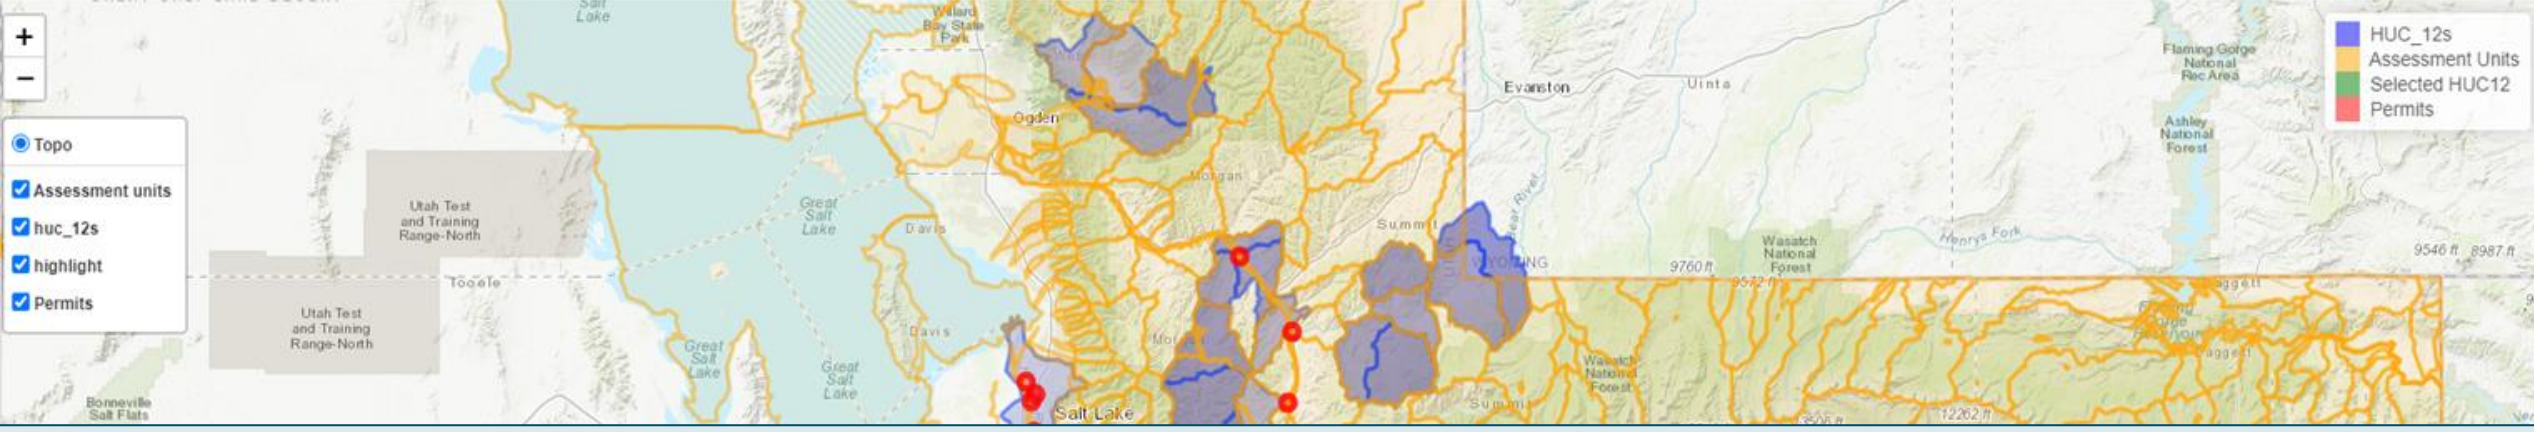 Salt
Lake
Willard
Bay State
Park
+
−
Topo
Assessment units
huc_12s
highlight
Permits
HUC_12s
Assessment Units
Selected HUC12
Permits
Flaming Gorge
National
Rec Area
Ashley
National
Forest
Evanston
Uinta
Ogden
Morgan
Utah Test
and Training
Range-North
Great
Salt
Lake
Davis
Summit
Bear River
WYOMING
Wasatch
National
Forest
Henrys Fork
9760 ft
9572 ft
9546 ft
8987 ft
Tooele
Utah Test
and Training
Range-North
Davis
Great
Salt
Lake
Great
Salt
Lake
Wasatch
National
Forest
Bonneville
Salt Flats
Salt Lake
Summit
12262 ft